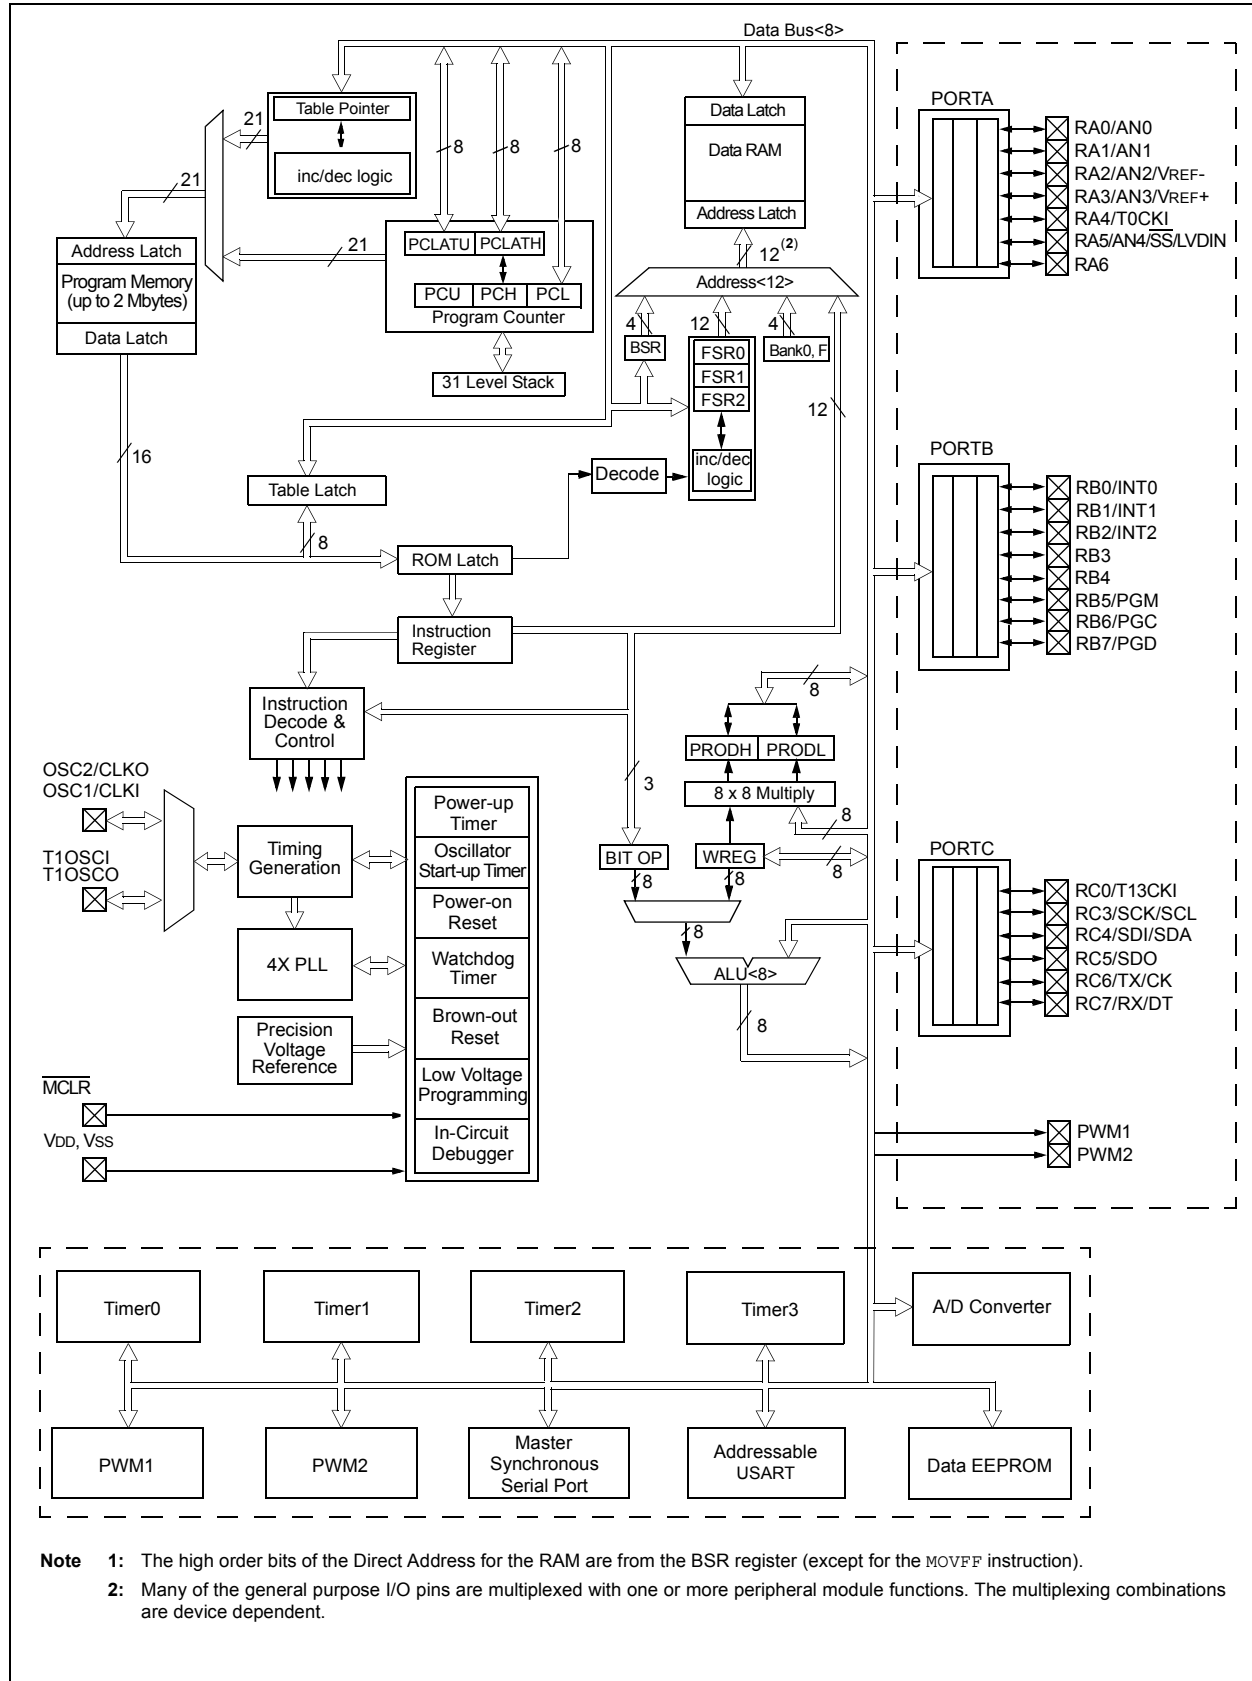 Data Bus<8>
Table Pointer
21
inc/dec logic
21
8
8
8
Data Latch
Data RAM
Address Latch
PORTA
RA0/AN0
RA1/AN1
RA2/AN2/VREF-
RA3/AN3/VREF+
RA4/T0CKI
RA5/AN4/SS/LVDIN
RA6
Address Latch
Program Memory
(up to 2 Mbytes)
Data Latch
21
PCLATU
PCLATH
PCU
PCH
PCL
Program Counter
31 Level Stack
12(2)
Address<12>
4
12
4
BSR
FSR0
FSR1
FSR2
Bank0, F
inc/dec
logic
12
16
Decode
Table Latch
8
ROM Latch
Instruction
Register
PORTB
RB0/INT0
RB1/INT1
RB2/INT2
RB3
RB4
RB5/PGM
RB6/PGC
RB7/PGD
Instruction
Decode &
Control
8
PRODH
PRODL
8 x 8 Multiply
3
8
BIT OP
WREG
8
8
8
8
ALU<8>
8
OSC2/CLKO
OSC1/CLKI
T1OSCI
T1OSCO
Timing
Generation
4X PLL
Precision
Voltage
Reference
MCLR
VDD, VSS
Power-up
Timer
Oscillator
Start-up Timer
Power-on
Reset
Watchdog
Timer
Brown-out
Reset
Low Voltage
Programming
In-Circuit
Debugger
PORTC
RC0/T13CKI
RC3/SCK/SCL
RC4/SDI/SDA
RC5/SDO
RC6/TX/CK
RC7/RX/DT
PWM1
PWM2
Timer0
Timer1
Timer2
Timer3
A/D Converter
PWM1
PWM2
Master
Synchronous
Serial Port
Addressable
USART
Data EEPROM
Note 1: The high order bits of the Direct Address for the RAM are from the BSR register (except for the MOVFF instruction).
2: Many of the general purpose I/O pins are multiplexed with one or more peripheral module functions. The multiplexing combinations
are device dependent.